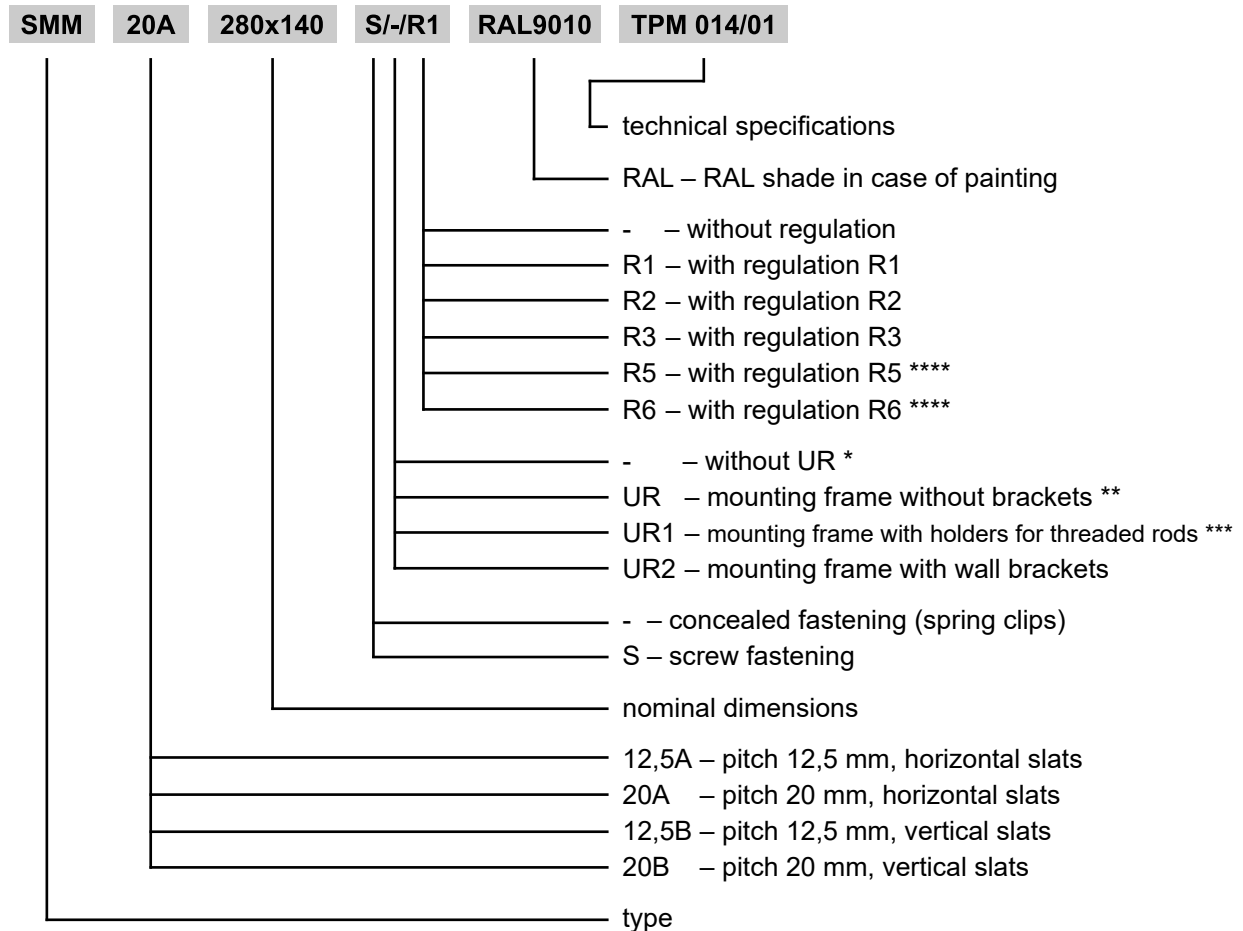 SMM 20A 280x140 S/-/R1 RAL9010 TPM 014/01
technical specifications
RAL – RAL shade in case of painting
- – without regulation
R1 – with regulation R1
R2 – with regulation R2
R3 – with regulation R3
R5 – with regulation R5 ****
R6 – with regulation R6 ****
- – without UR *
UR – mounting frame without brackets **
UR1 – mounting frame with holders for threaded rods ***
UR2 – mounting frame with wall brackets
- – concealed fastening (spring clips)
S – screw fastening
nominal dimensions
12,5A – pitch 12,5 mm, horizontal slats
20A – pitch 20 mm, horizontal slats
12,5B – pitch 12,5 mm, vertical slats
20B – pitch 20 mm, vertical slats
type